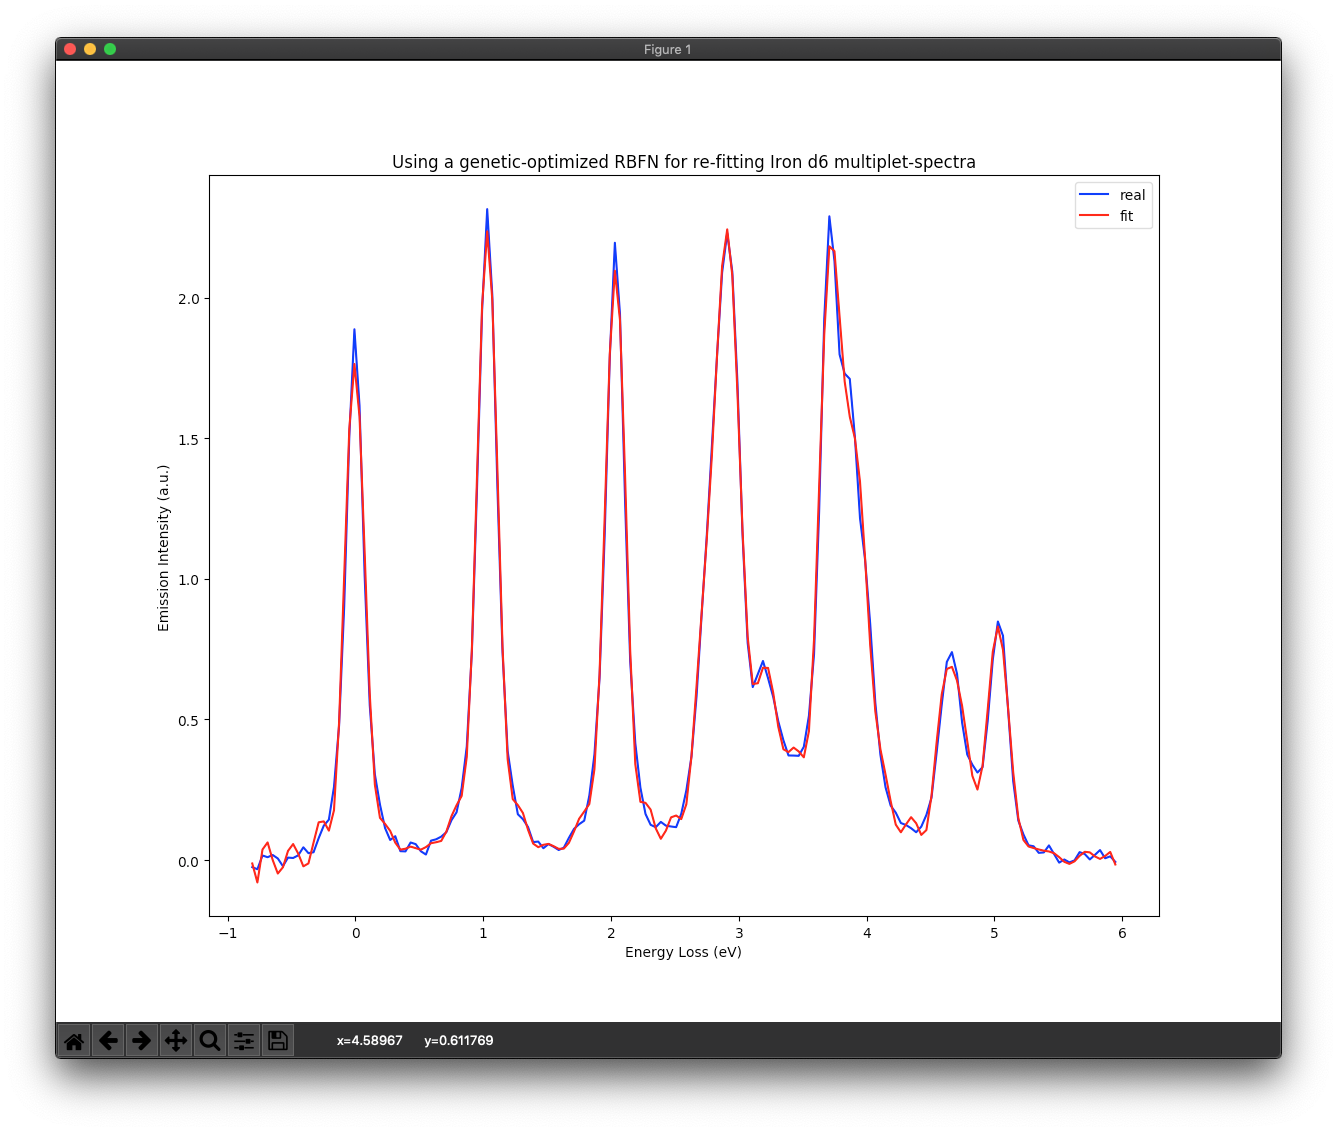 Figure 1
Using a genetic-optimized RBFN for re-fitting Iron d6 multiplet-spectra
real
fit
2.0
1.5
1.0
0.5
0.0
Emission Intensity (a.u.)
−1 0 1 2 3 4 5 6
Energy Loss (eV)
x=4.58967 y=0.611769